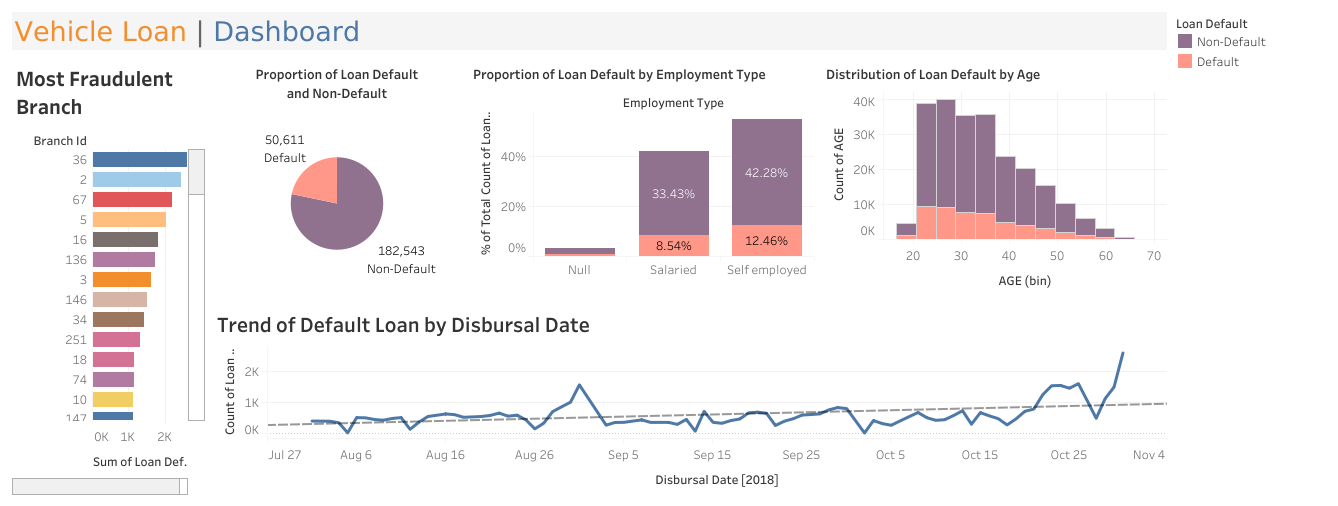 Vehicle Loan | Dashboard
Loan Default
Non-Default
Default
Most Fraudulent
Branch
Branch Id
36
2
67
5
16
136
3
146
34
251
18
74
10
147
0K 1K 2K
Sum of Loan Def.
Proportion of Loan Default
and Non-Default
50,611
Default
182,543
Non-Default
Proportion of Loan Default by Employment Type
Employment Type
% of Total Count of Loan..
40%
20%
0%
33.43%
8.54%
42.28%
12.46%
Null Salaried Self employed
Distribution of Loan Default by Age
Count of AGE
40K
30K
20K
10K
0K
20 30 40 50 60 70
AGE (bin)
Trend of Default Loan by Disbursal Date
Count of Loan ..
2K
1K
0K
Jul 27 Aug 6 Aug 16 Aug 26 Sep 5 Sep 15 Sep 25 Oct 5 Oct 15 Oct 25 Nov 4
Disbursal Date [2018]